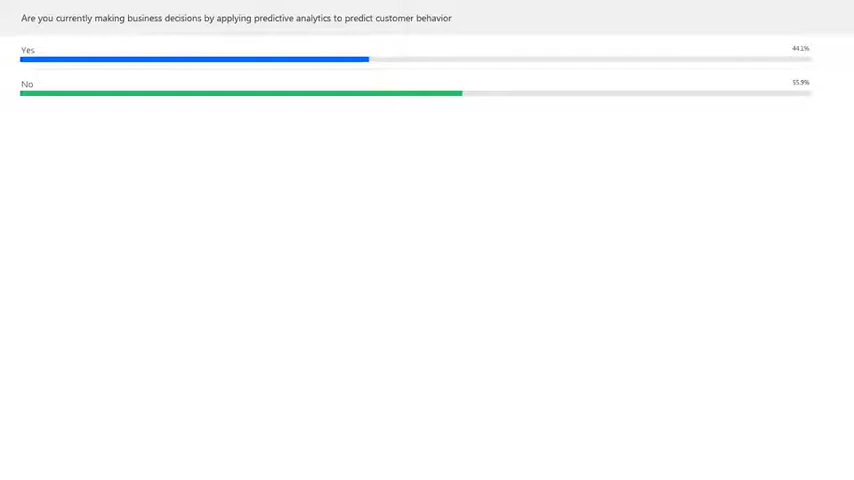 Are you currently making business decisions by applying predictive analytics to predict customer behavior
Yes
44.1%
No
55.9%